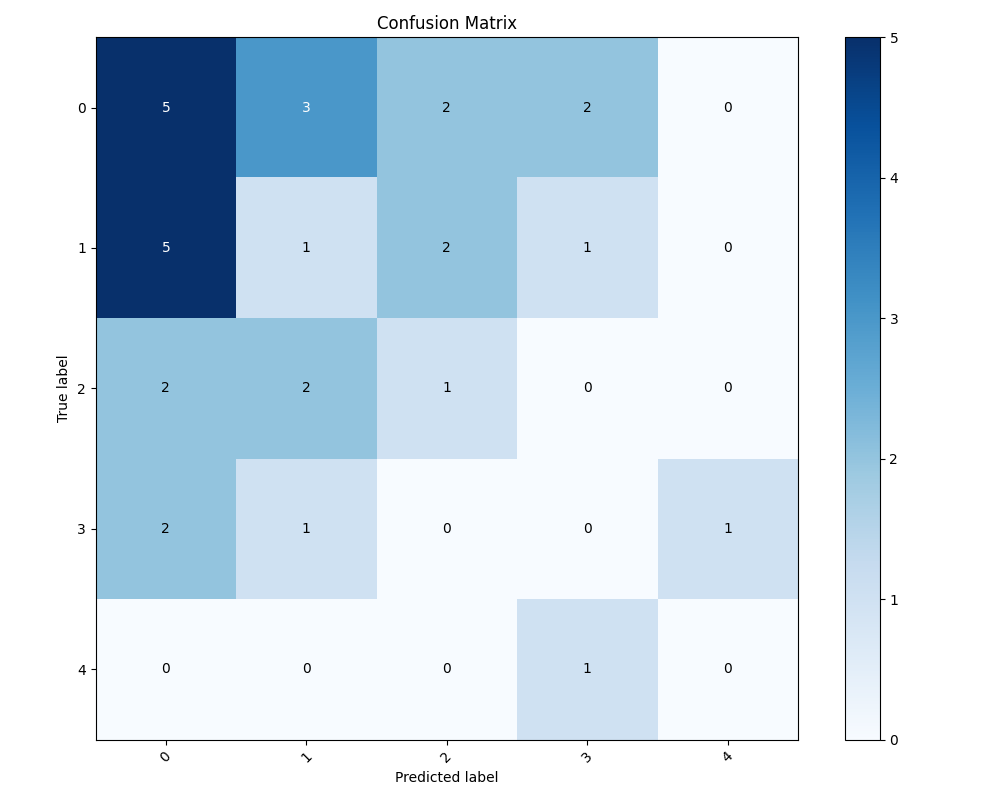 Confusion Matrix
0 5 3 2 2 0
1 5 1 2 1 0
2 2 2 1 0 0
3 2 1 0 0 1
4 0 0 0 1 0
0 1 2 3 4
True label
Predicted label
5
4
3
2
1
0